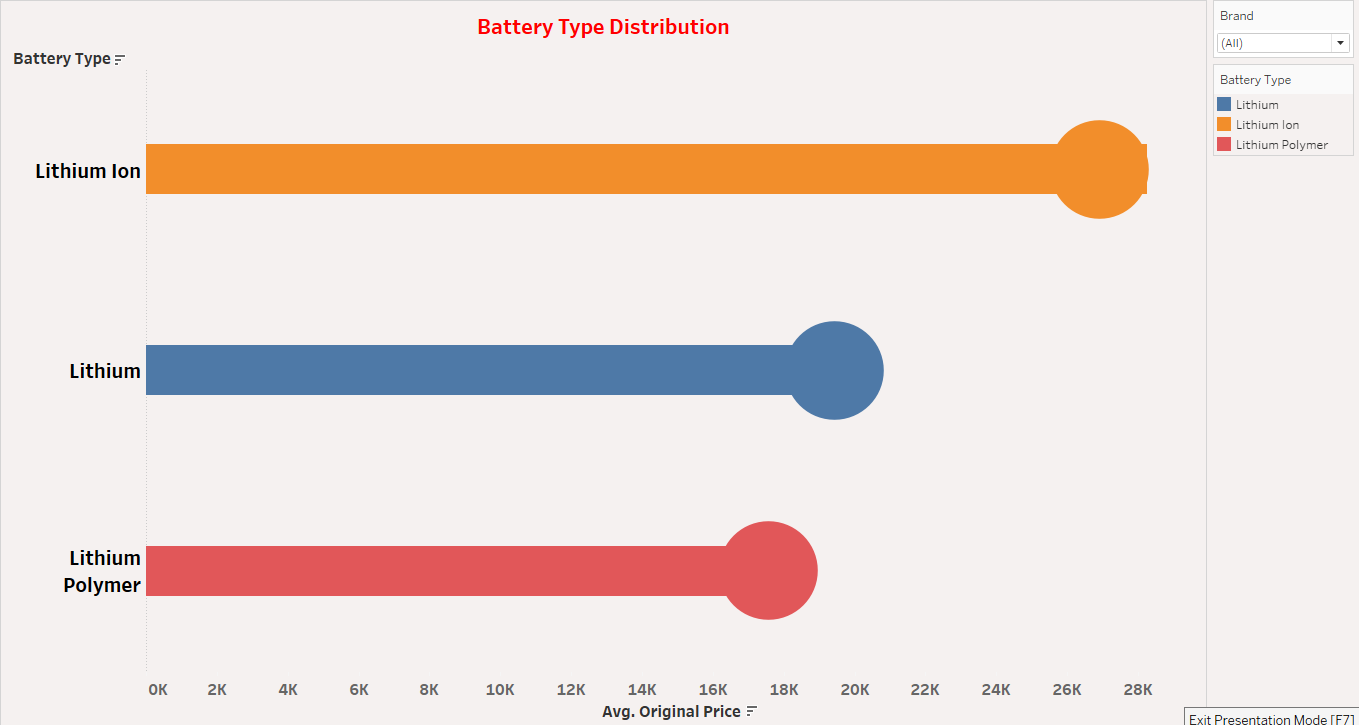 Battery Type Distribution
Battery Type
Lithium Ion
Lithium
Lithium
Polymer
0K 2K 4K 6K 8K 10K 12K 14K 16K 18K 20K 22K 24K 26K 28K
Avg. Original Price
Brand
(All)
Battery Type
Lithium
Lithium Ion
Lithium Polymer
Exit Presentation Mode [F7]